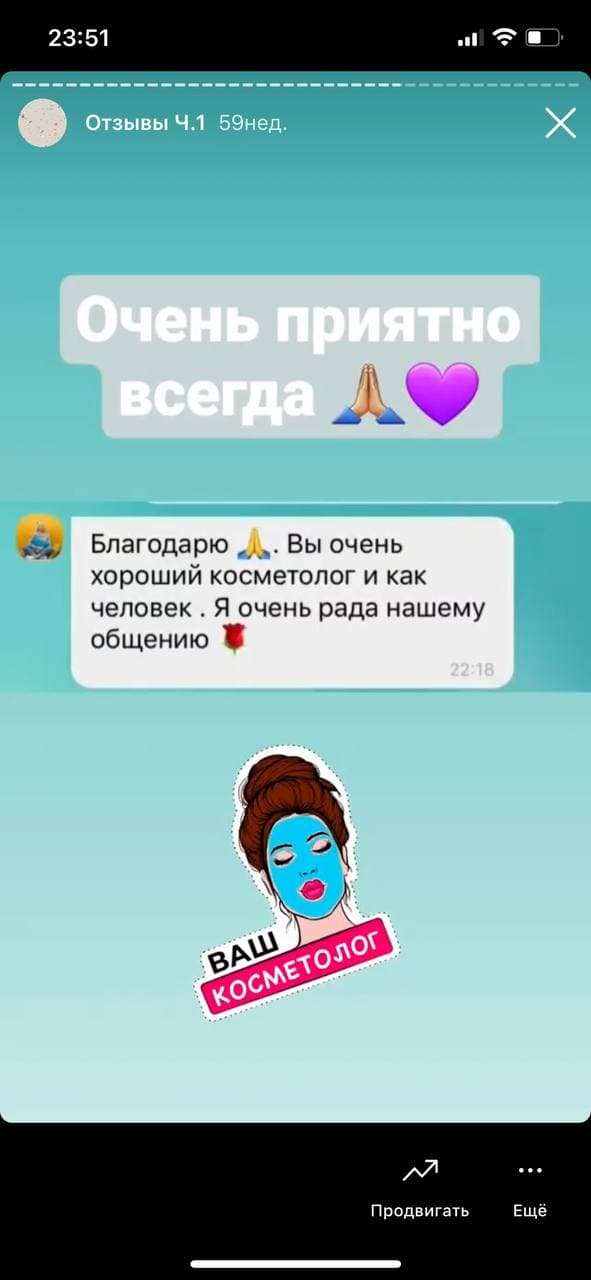 23:51
Отзывы Ч.1 59нед.
Очень приятно
всегда 🙏🏼💜
Благодарю 🙏. Вы очень
хороший косметолог и как
человек . Я очень рада нашему
общению 🌹
22:18
ВАШ
КОСМЕТОЛОГ
Продвигать Ещё